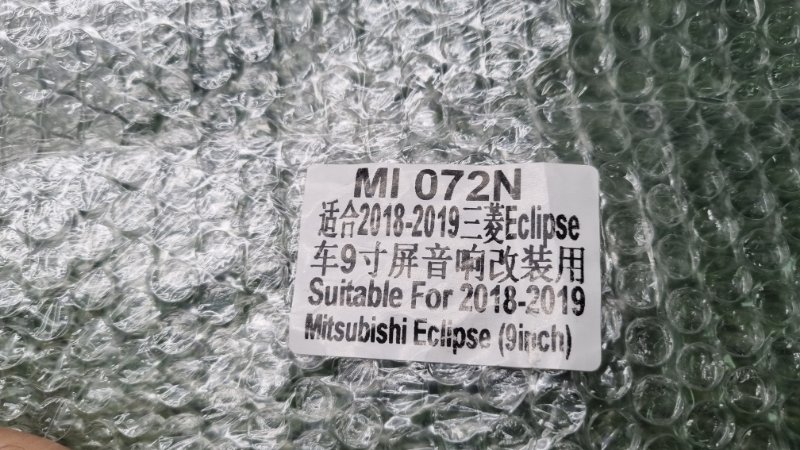 MI 072N
适合2018-2019三菱Eclipse
车9寸屏音响改装用
Suitable For 2018-2019
Mitsubishi Eclipse (9inch)